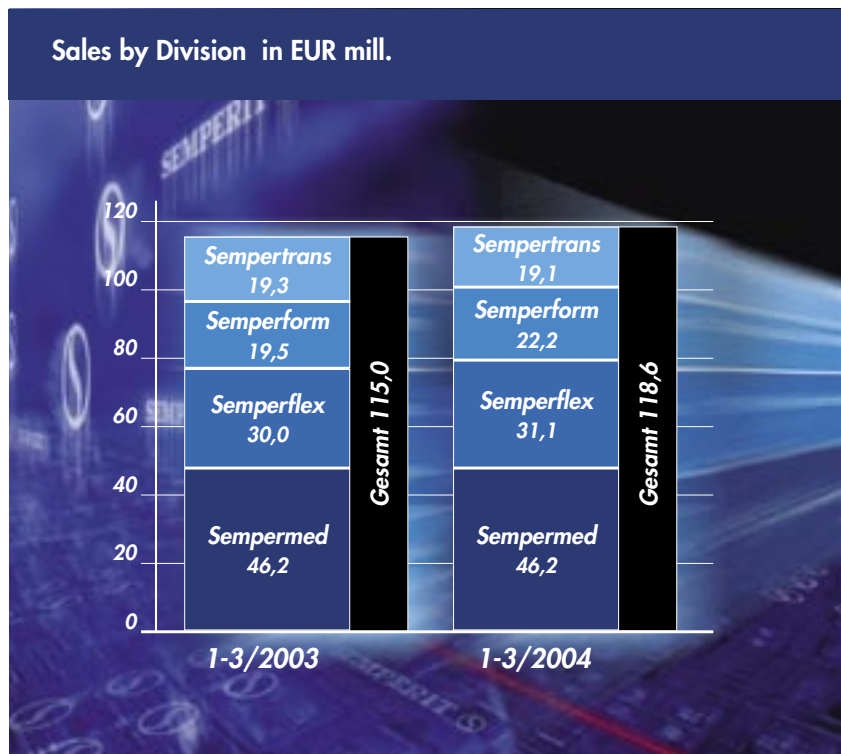 Sales by Division in EUR mill.
SEMPERIT
120
100
80
60
40
20
0
Sempertrans
19,3
Semperform
19,5
Semperflex
30,0
Sempermed
46,2
Gesamt 115,0
Sempertrans
19,1
Semperform
22,2
Semperflex
31,1
Sempermed
46,2
Gesamt 118,6
1-3/2003
1-3/2004
SEMPERIT